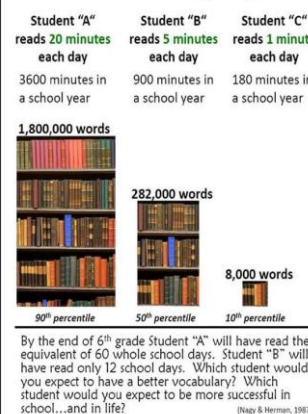 Student “A” Student “B” Student “C”
reads 20 minutes reads 5 minutes reads 1 minut
each day each day each day
3600 minutes in 900 minutes in 180 minutes in
a school year a school year a school year
1,800,000 words
282,000 words
8,000 words
90th percentile 50th percentile 10th percentile
By the end of 6th grade Student “A” will have read the
equivalent of 60 whole school days. Student “B” will
have read only 12 school days. Which student would
you expect to have a better vocabulary? Which
student would you expect to be more successful in
school...and in life? (Nagy & Herman, 1987